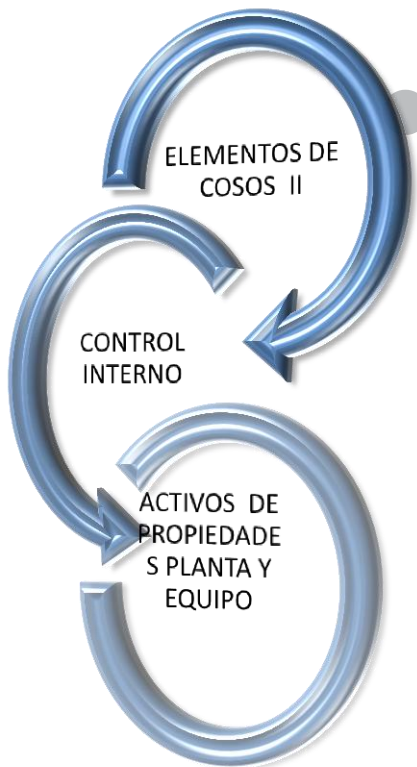 ELEMENTOS DE
COSOS II
CONTROL
INTERNO
ACTIVOS DE
PROPIEDADE
S PLANTA Y
EQUIPO